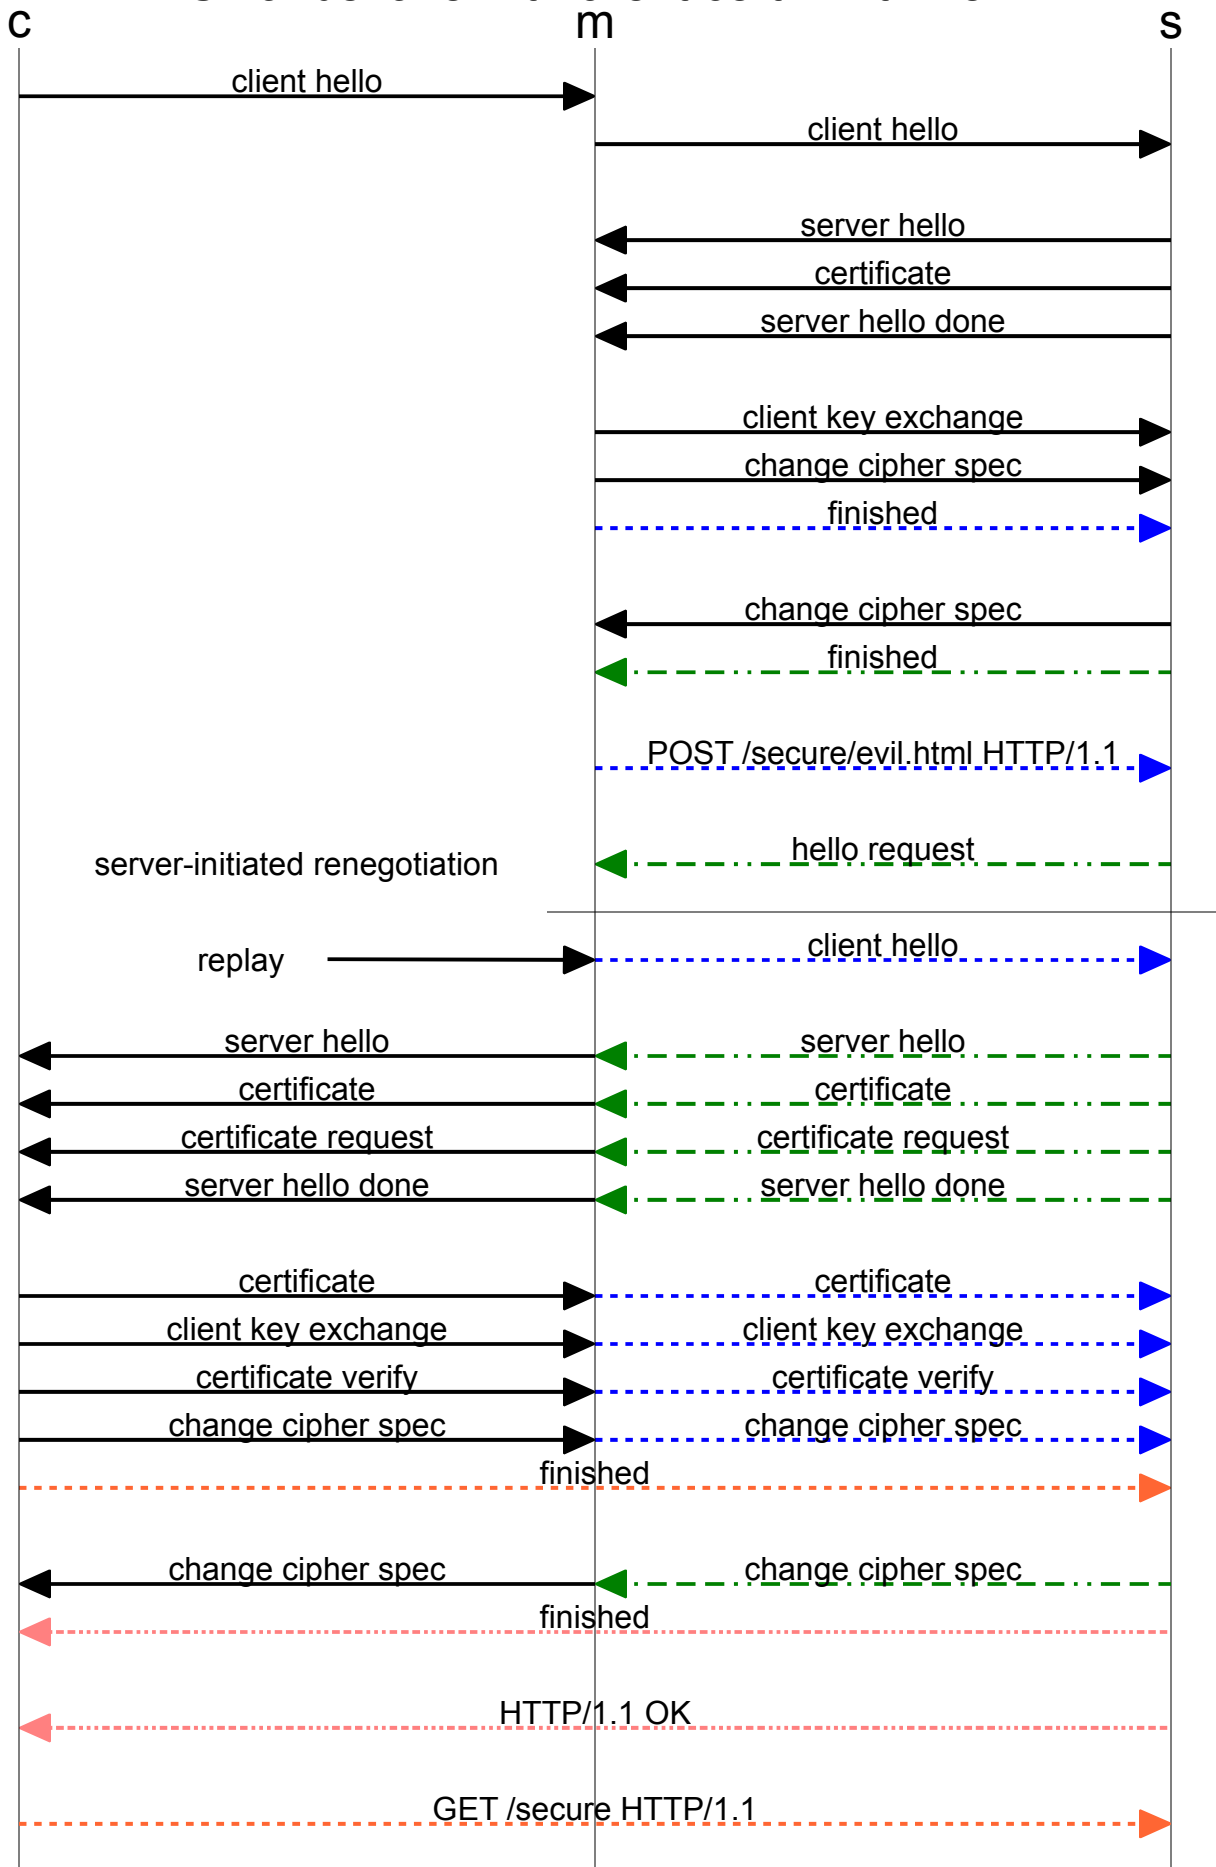 c m s
client hello
client hello
server hello
certificate
server hello done
client key exchange
change cipher spec
finished
change cipher spec
finished
POST /secure/evil.html HTTP/1.1
hello request
server-initiated renegotiation
client hello
replay
server hello server hello
certificate certificate
certificate request certificate request
server hello done server hello done
certificate certificate
client key exchange client key exchange
certificate verify certificate verify
change cipher spec change cipher spec
finished
change cipher spec change cipher spec
finished
HTTP/1.1 OK
GET /secure HTTP/1.1